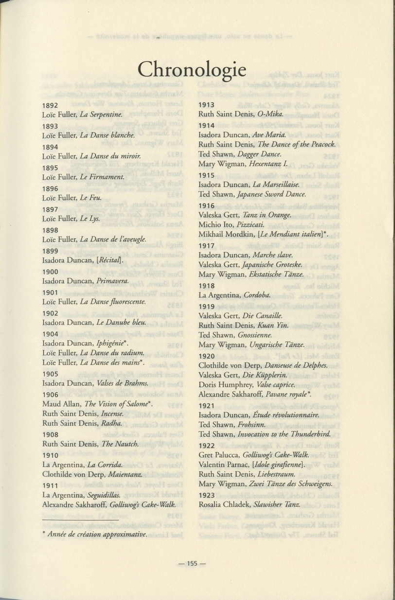 Chronologie
1892
Loïe Fuller, La Serpentine.
1893
Loïe Fuller, La Danse blanche.
1894
Loïe Fuller, La Danse du miroir.
1895
Loïe Fuller, Le Firmament.
1896
Loïe Fuller, Le Feu.
1897
Loïe Fuller, Le Lys.
1898
Loïe Fuller, La Danse de l'aveugle.
1899
Isadora Duncan, [Récital].
1900
Isadora Duncan, Primavera.
1901
Loïe Fuller, La Danse fluorescente.
1902
Isadora Duncan, Le Danube bleu.
1904
Isadora Duncan, Iphigénie*.
Loïe Fuller, La Danse du radium.
Loïe Fuller, La Danse des mains*.
1905
Isadora Duncan, Valses de Brahms.
1906
Maud Allan, The Vision of Salome*.
Ruth Saint Denis, Incense.
Ruth Saint Denis, Radha.
1908
Ruth Saint Denis, The Nautch.
1910
La Argentina, La Corrida.
Clothilde von Derp, Maientanz.
1911
La Argentina, Seguidillas.
Alexandre Sakharoff, Golliwog's Cake-Walk.
* Année de création approximative.
1913
Ruth Saint Denis, O-Mika.
1914
Isadora Duncan, Ave Maria.
Ruth Saint Denis, The Dance of the Peacock.
Ted Shawn, Dagger Dance.
Mary Wigman, Hexentanz I.
1915
Isadora Duncan, La Marseillaise.
Ted Shawn, Japanese Sword Dance.
1916
Valeska Gert, Tanz in Orange.
Michio Ito, Pizzicati.
Mikhail Mordkin, [Le Mendiant italien]*.
1917
Isadora Duncan, Marche slave.
Valeska Gert, Japanische Groteske.
Mary Wigman, Ekstatische Tänze.
1918
La Argentina, Cordoba.
1919
Valeska Gert, Die Canaille.
Ruth Saint Denis, Kuan Yin.
Ted Shawn, Gnossienne.
Mary Wigman, Ungarische Tänze.
1920
Clothilde von Derp, Danseuse de Delphes.
Valeska Gert, Die Kupplerin.
Doris Humphrey, Valse caprice.
Alexandre Sakharoff, Pavane royale*.
1921
Isadora Duncan, Étude révolutionnaire.
Ted Shawn, Frohsinn.
Ted Shawn, Invocation to the Thunderbird.
1922
Gret Palucca, Golliwog's Cake-Walk.
Valentin Parnac, [Idole girafienne].
Ruth Saint Denis, Liebestraum.
Mary Wigman, Zwei Tänze des Schweigens.
1923
Rosalia Chladek, Slawisher Tanz.
— 155 —